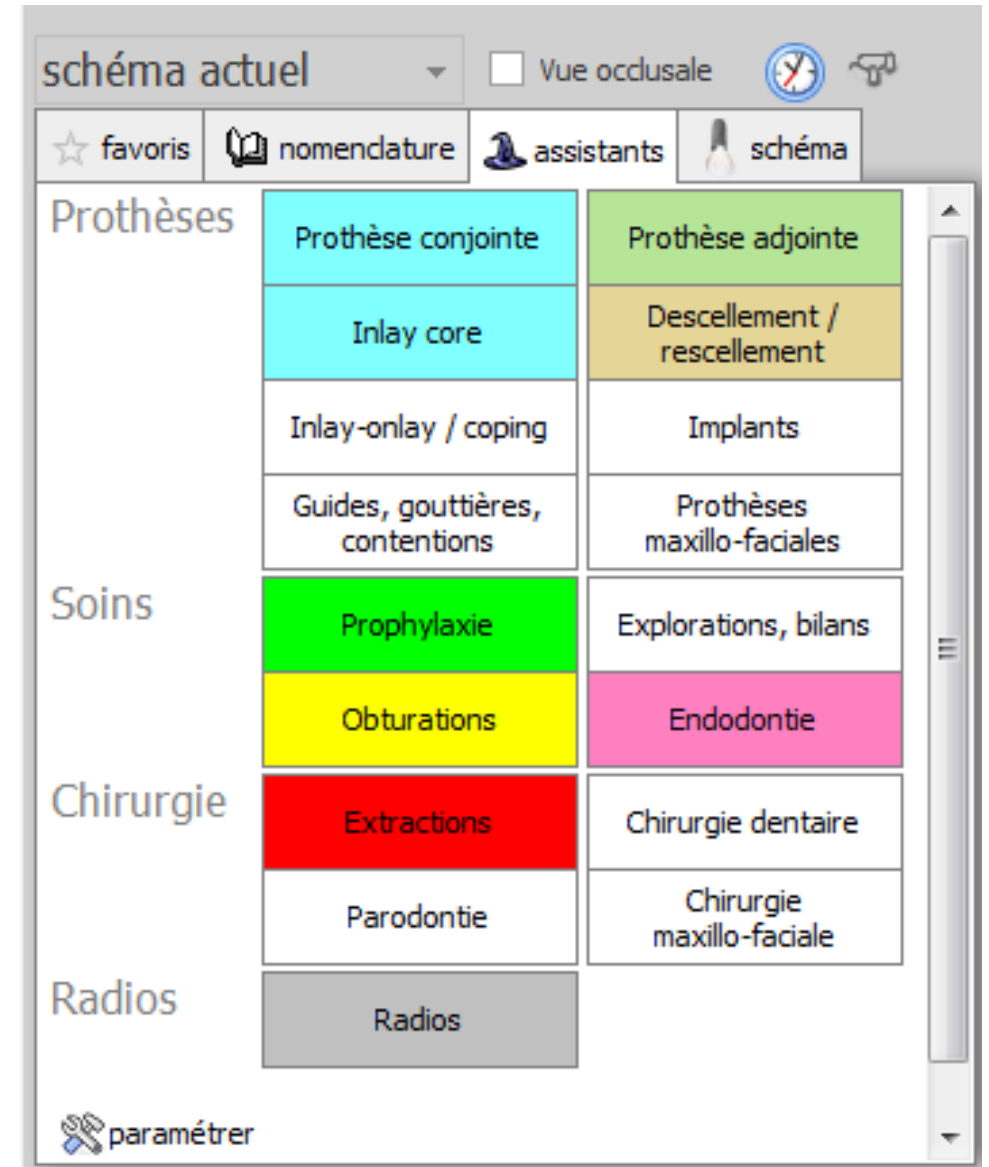 schéma actuel Vue occlusale
favoris nomenclature assistants schéma
Prothèses
Prothèse conjointe
Prothèse adjointe
Inlay core
Descellement /
rescellement
Inlay-onlay / coping
Implants
Guides, gouttières,
contentions
Prothèses
maxillo-faciales
Soins
Prophylaxie
Explorations, bilans
Obturations
Endodontie
Chirurgie
Extractions
Chirurgie dentaire
Parodontie
Chirurgie
maxillo-faciale
Radios
Radios
paramétrer